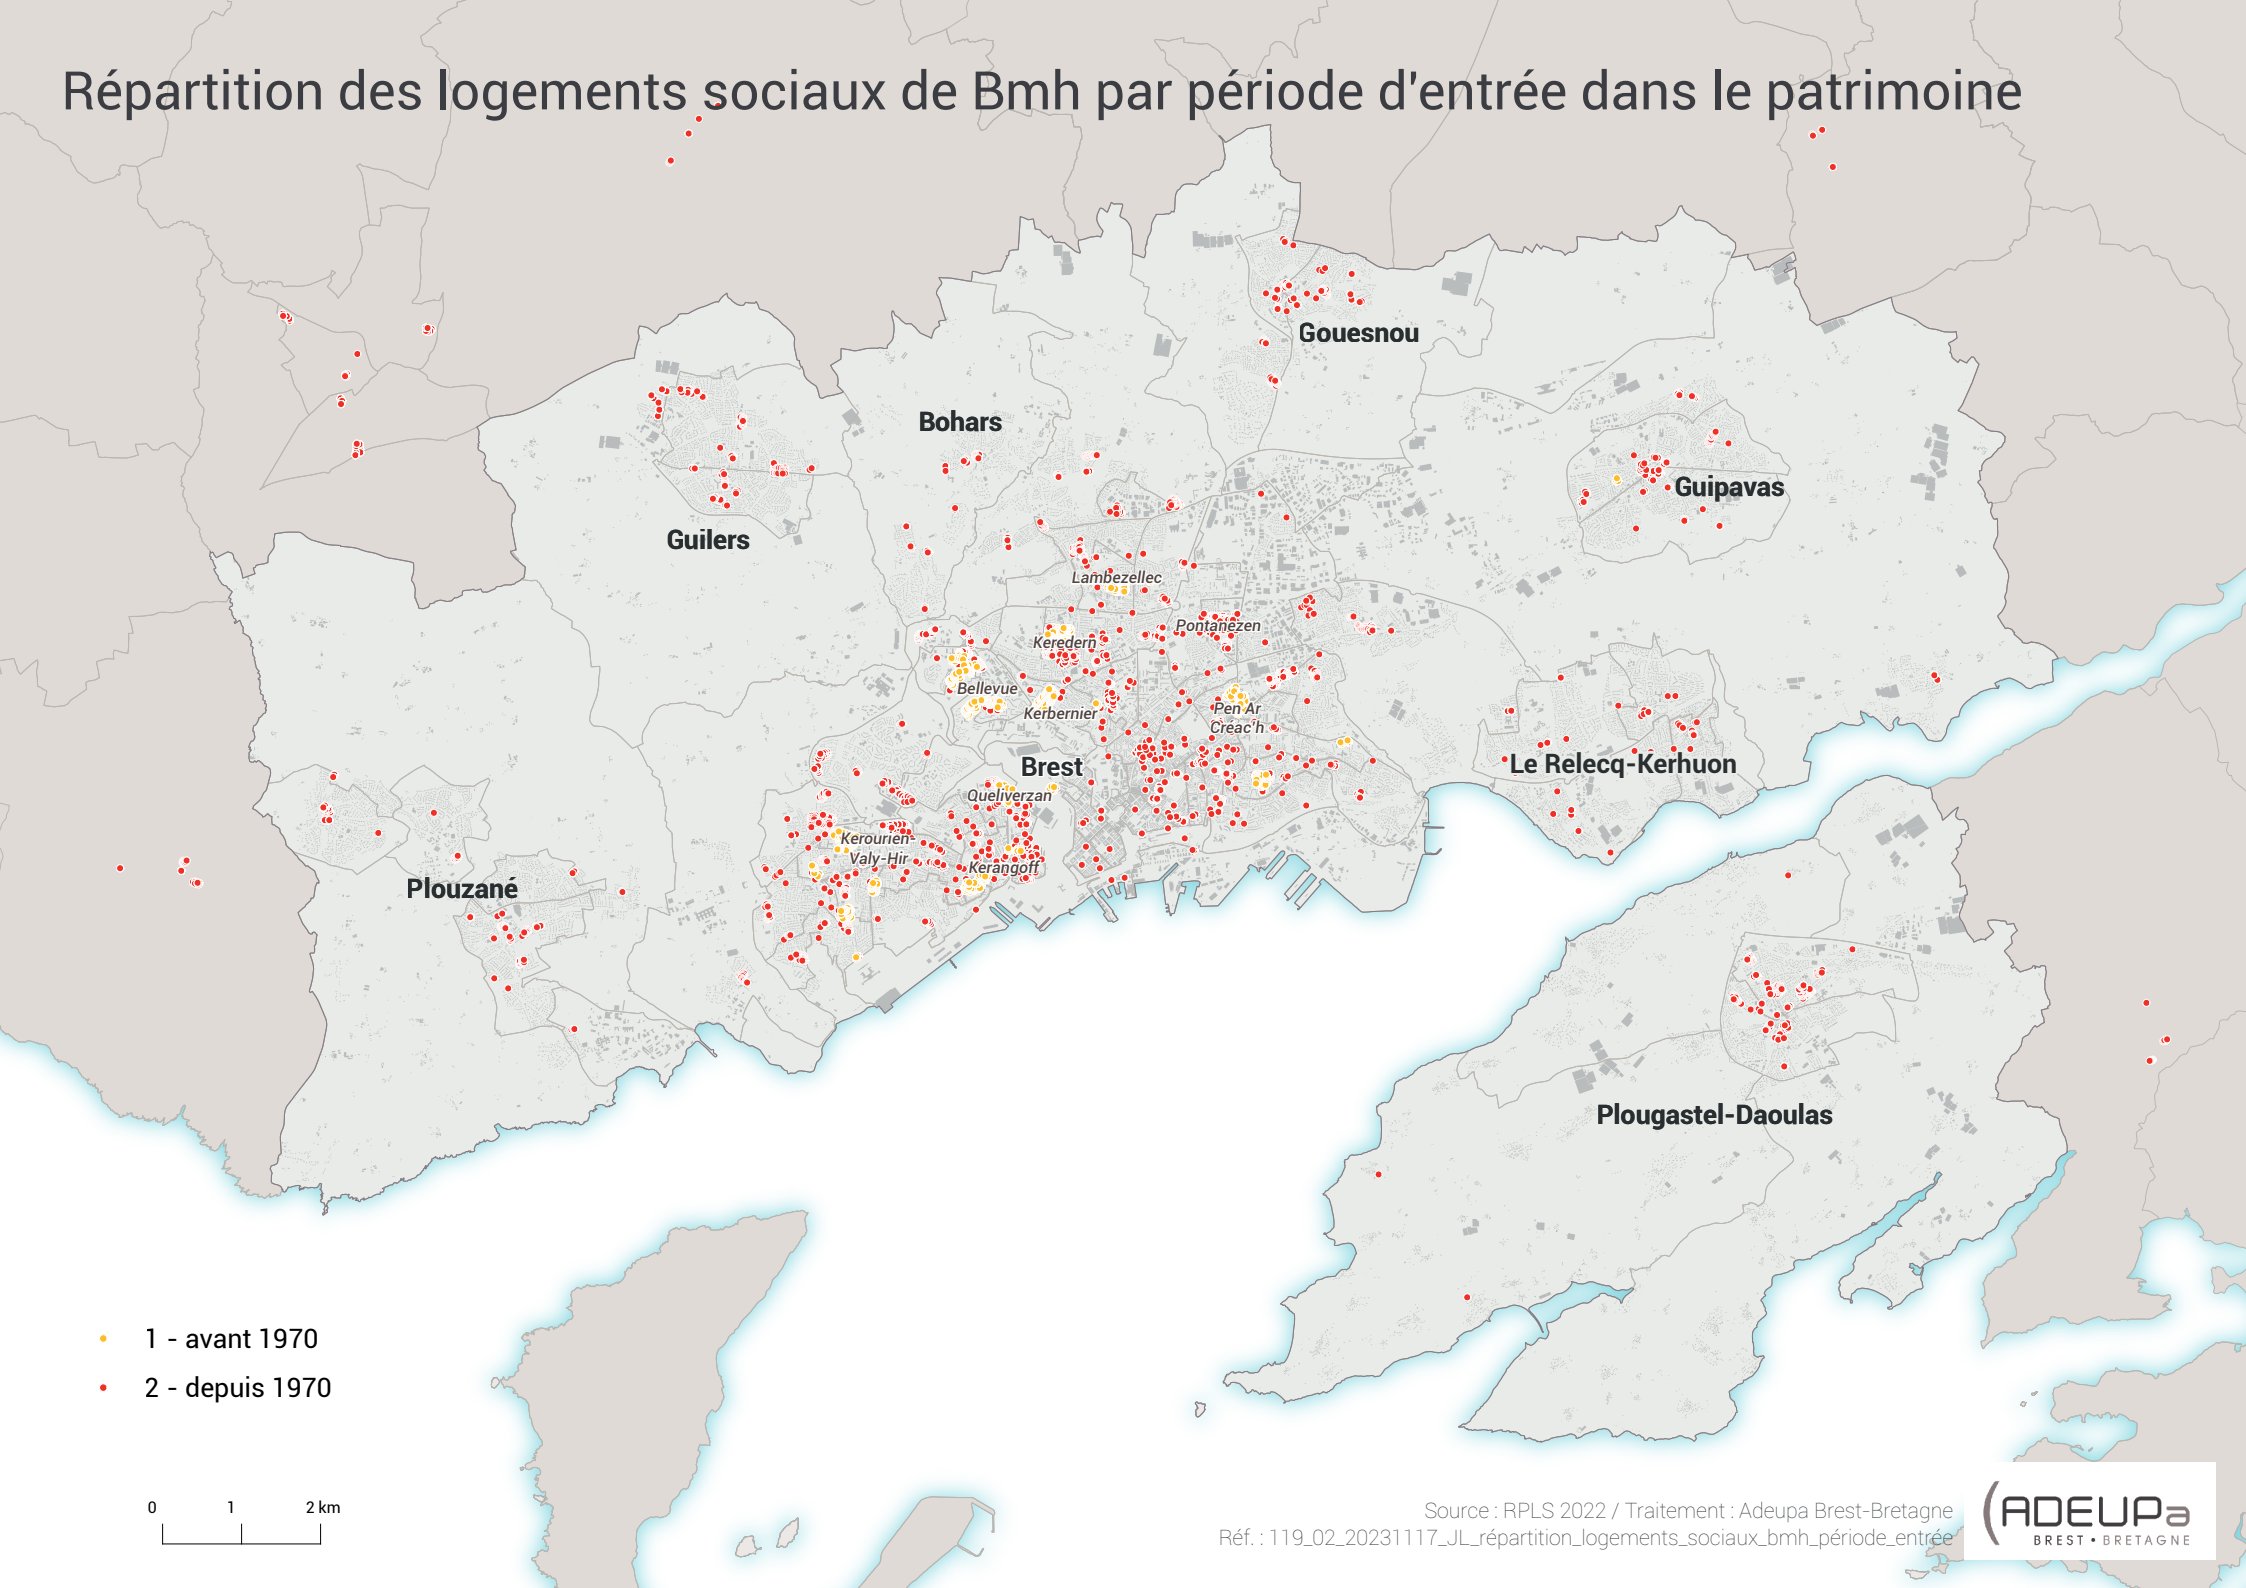 Répartition des logements sociaux de Bmh par période d'entrée dans le patrimoine
Gouesnou
Bohars
Guipavas
Guilers
Lambezellec
Pontanezen
Keredern
Bellevue
Kerbernier
Pen Ar
Créac'h
Brest
Le Relecq-Kerhuon
Queliverzan
Kerourien-
Valy-Hir
Kerangoff
Plouzané
Plougastel-Daoulas
1 - avant 1970
2 - depuis 1970
0 1 2 km
Source : RPLS 2022 / Traitement : Adeupa Brest-Bretagne
Réf. : 119_02_20231117_JL_répartition_logements_sociaux_bmh_période_entrée
ADEUPa
BREST • BRETAGNE